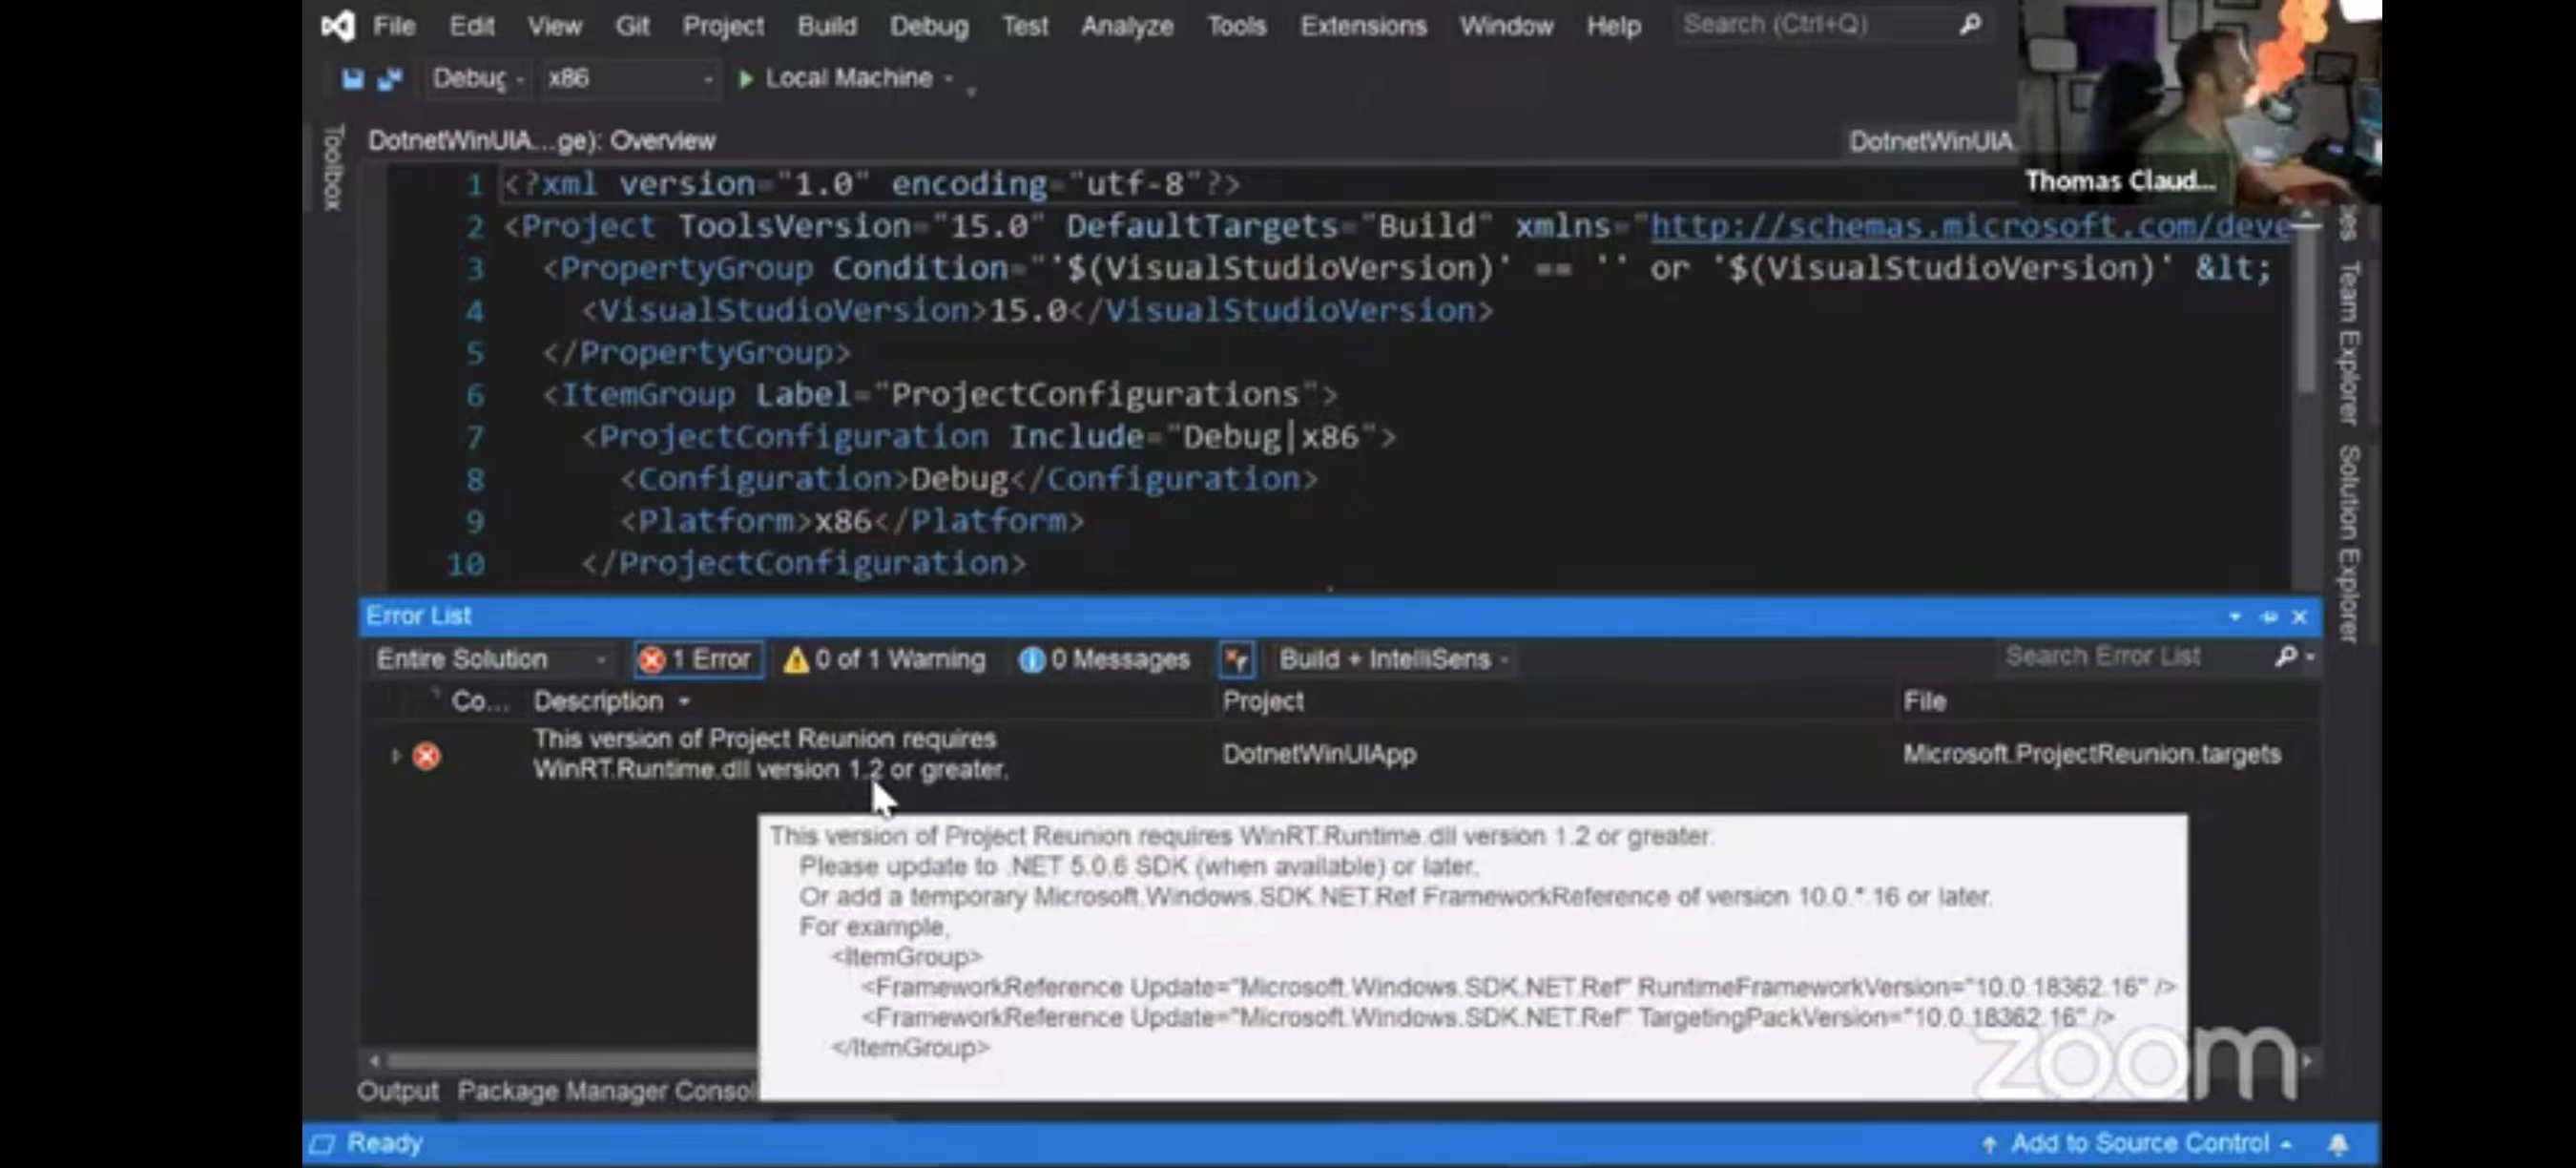 File Edit View Git Project Build Debug Test Analyze Tools Extensions Window Help Search (Ctrl+Q)
Debug x86 Local Machine
Toolbox
DotnetWinUIA...ge): Overview DotnetWinUIA
Thomas Claud...
1 <?xml version="1.0" encoding="utf-8"?>
2 <Project ToolsVersion="15.0" DefaultTargets="Build" xmlns="http://schemas.microsoft.com/deve
3 <PropertyGroup Condition="'$(VisualStudioVersion)' == '' or '$(VisualStudioVersion)' &lt;
4 <VisualStudioVersion>15.0</VisualStudioVersion>
5 </PropertyGroup>
6 <ItemGroup Label="ProjectConfigurations">
7 <ProjectConfiguration Include="Debug|x86">
8 <Configuration>Debug</Configuration>
9 <Platform>x86</Platform>
10 </ProjectConfiguration>
Team Explorer
Solution Explorer
Error List
Entire Solution 1 Error 0 of 1 Warning 0 Messages Build + IntelliSens Search Error List
Co... Description Project File
This version of Project Reunion requires
WinRT.Runtime.dll version 1.2 or greater.
DotnetWinUIApp
Microsoft.ProjectReunion.targets
This version of Project Reunion requires WinRT.Runtime.dll version 1.2 or greater.
Please update to .NET 5.0.6 SDK (when available) or later.
Or add a temporary Microsoft.Windows.SDK.NET.Ref FrameworkReference of version 10.0.*.16 or later.
For example,
<ItemGroup>
<FrameworkReference Update="Microsoft.Windows.SDK.NET.Ref" RuntimeFrameworkVersion="10.0.18362.16" />
<FrameworkReference Update="Microsoft.Windows.SDK.NET.Ref" TargetingPackVersion="10.0.18362.16" />
</ItemGroup>
zoom
Output Package Manager Consol
Ready Add to Source Control